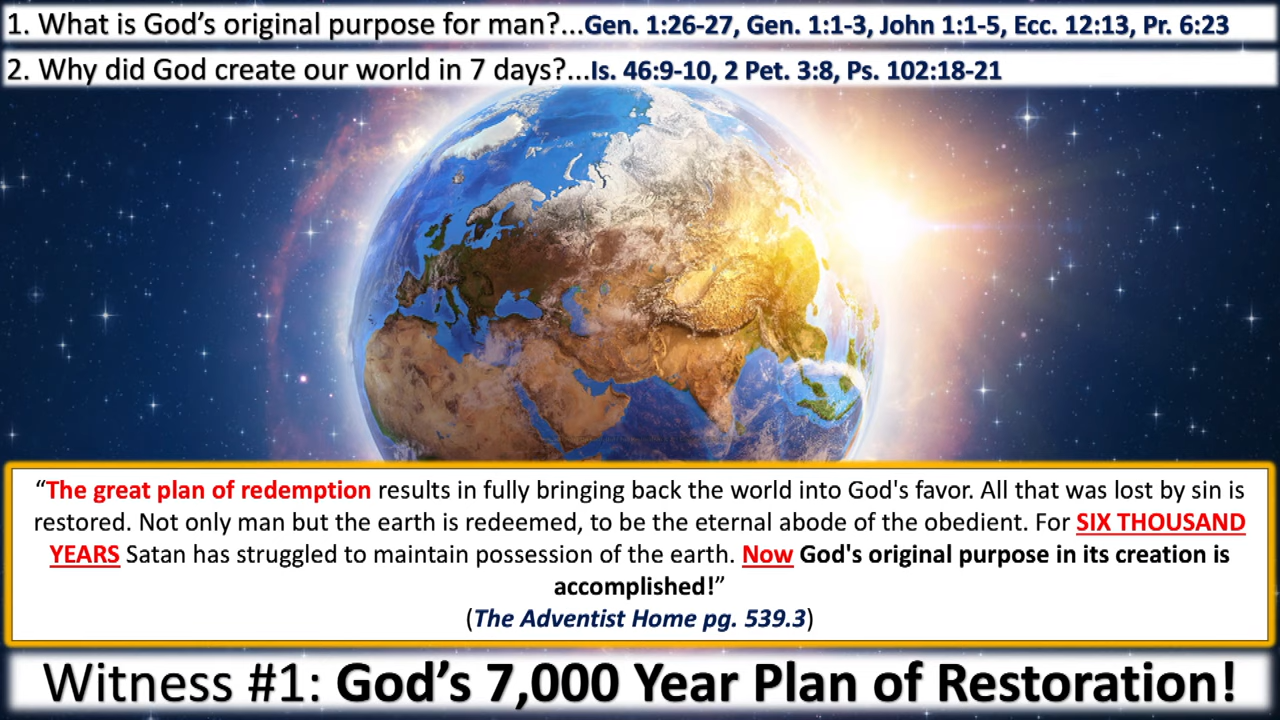 1. What is God’s original purpose for man?...Gen. 1:26-27, Gen. 1:1-3, John 1:1-5, Ecc. 12:13, Pr. 6:23
2. Why did God create our world in 7 days?...Is. 46:9-10, 2 Pet. 3:8, Ps. 102:18-21
“The great plan of redemption results in fully bringing back the world into God's favor. All that was lost by sin is
restored. Not only man but the earth is redeemed, to be the eternal abode of the obedient. For SIX THOUSAND
YEARS Satan has struggled to maintain possession of the earth. Now God's original purpose in its creation is
accomplished!”
(The Adventist Home pg. 539.3)
Witness #1: God’s 7,000 Year Plan of Restoration!